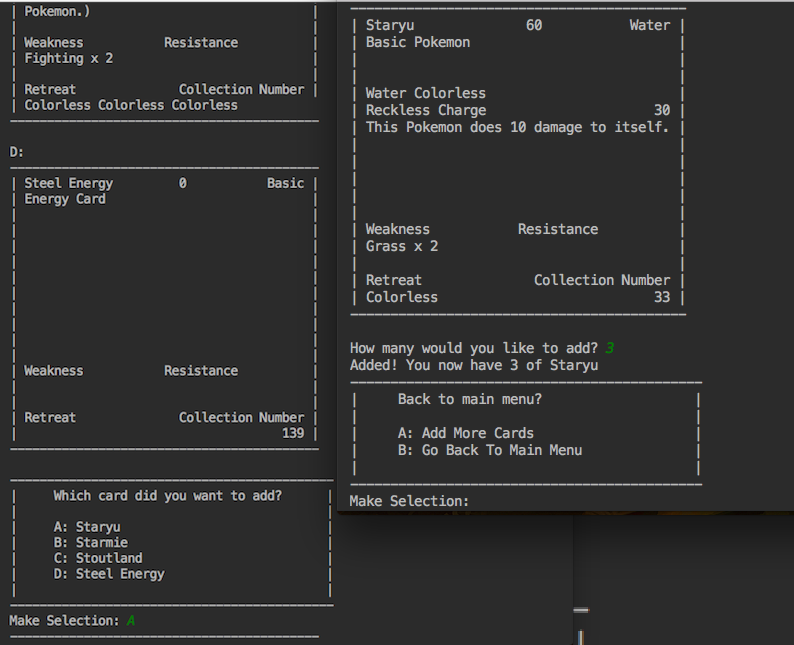 Pokemon.)
Weakness Resistance
Fighting x 2
Retreat Collection Number
Colorless Colorless Colorless
D:
Steel Energy 0 Basic
Energy Card
Weakness Resistance
Retreat Collection Number
139
Which card did you want to add?
A: Staryu
B: Starmie
C: Stoutland
D: Steel Energy
Make Selection: A
Staryu 60 Water
Basic Pokemon
Water Colorless
Reckless Charge 30
This Pokemon does 10 damage to itself.
Weakness Resistance
Grass x 2
Retreat Collection Number
Colorless 33
How many would you like to add? 3
Added! You now have 3 of Staryu
Back to main menu?
A: Add More Cards
B: Go Back To Main Menu
Make Selection: